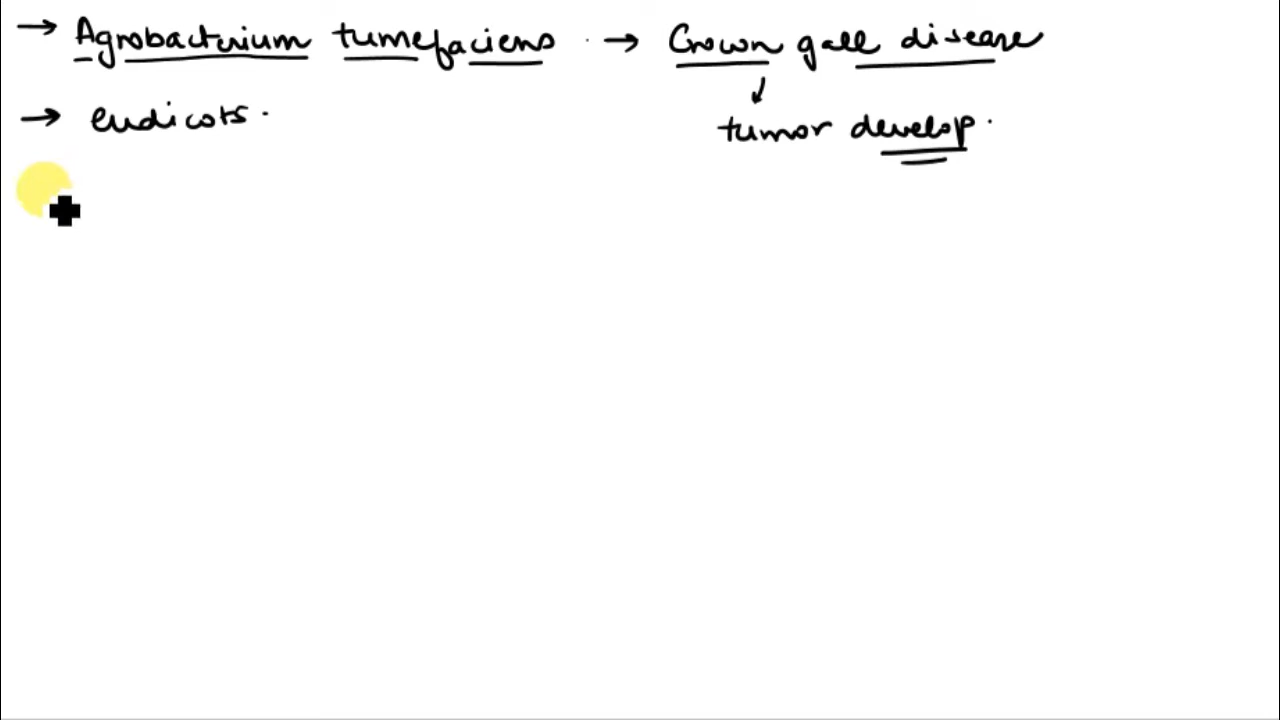 → Agrobacterium tumefaciens → Crown gall disease
↓
→ eudicots. tumor develop.